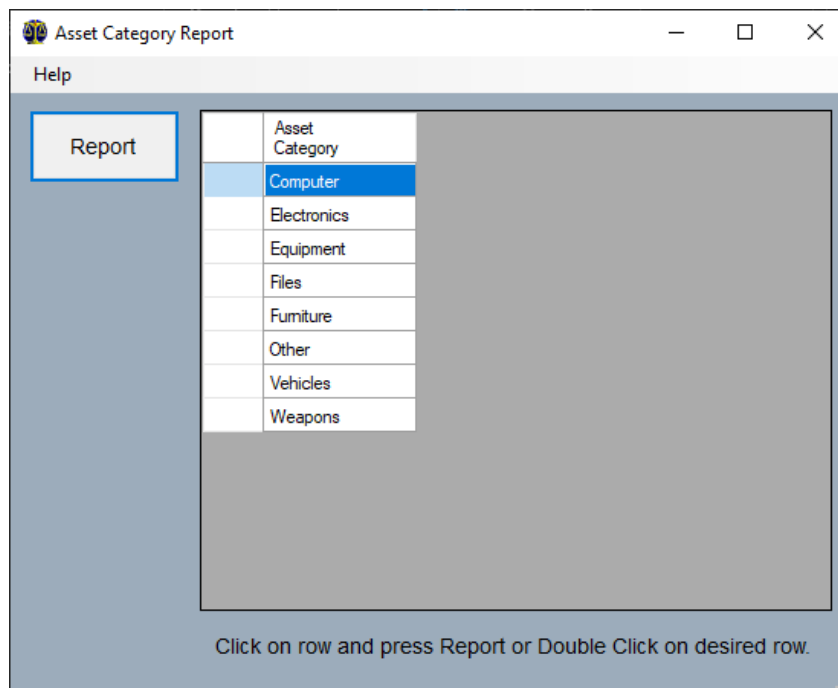 Asset Category Report
Help
Report
Asset
Category
Computer
Electronics
Equipment
Files
Furniture
Other
Vehicles
Weapons
Click on row and press Report or Double Click on desired row.